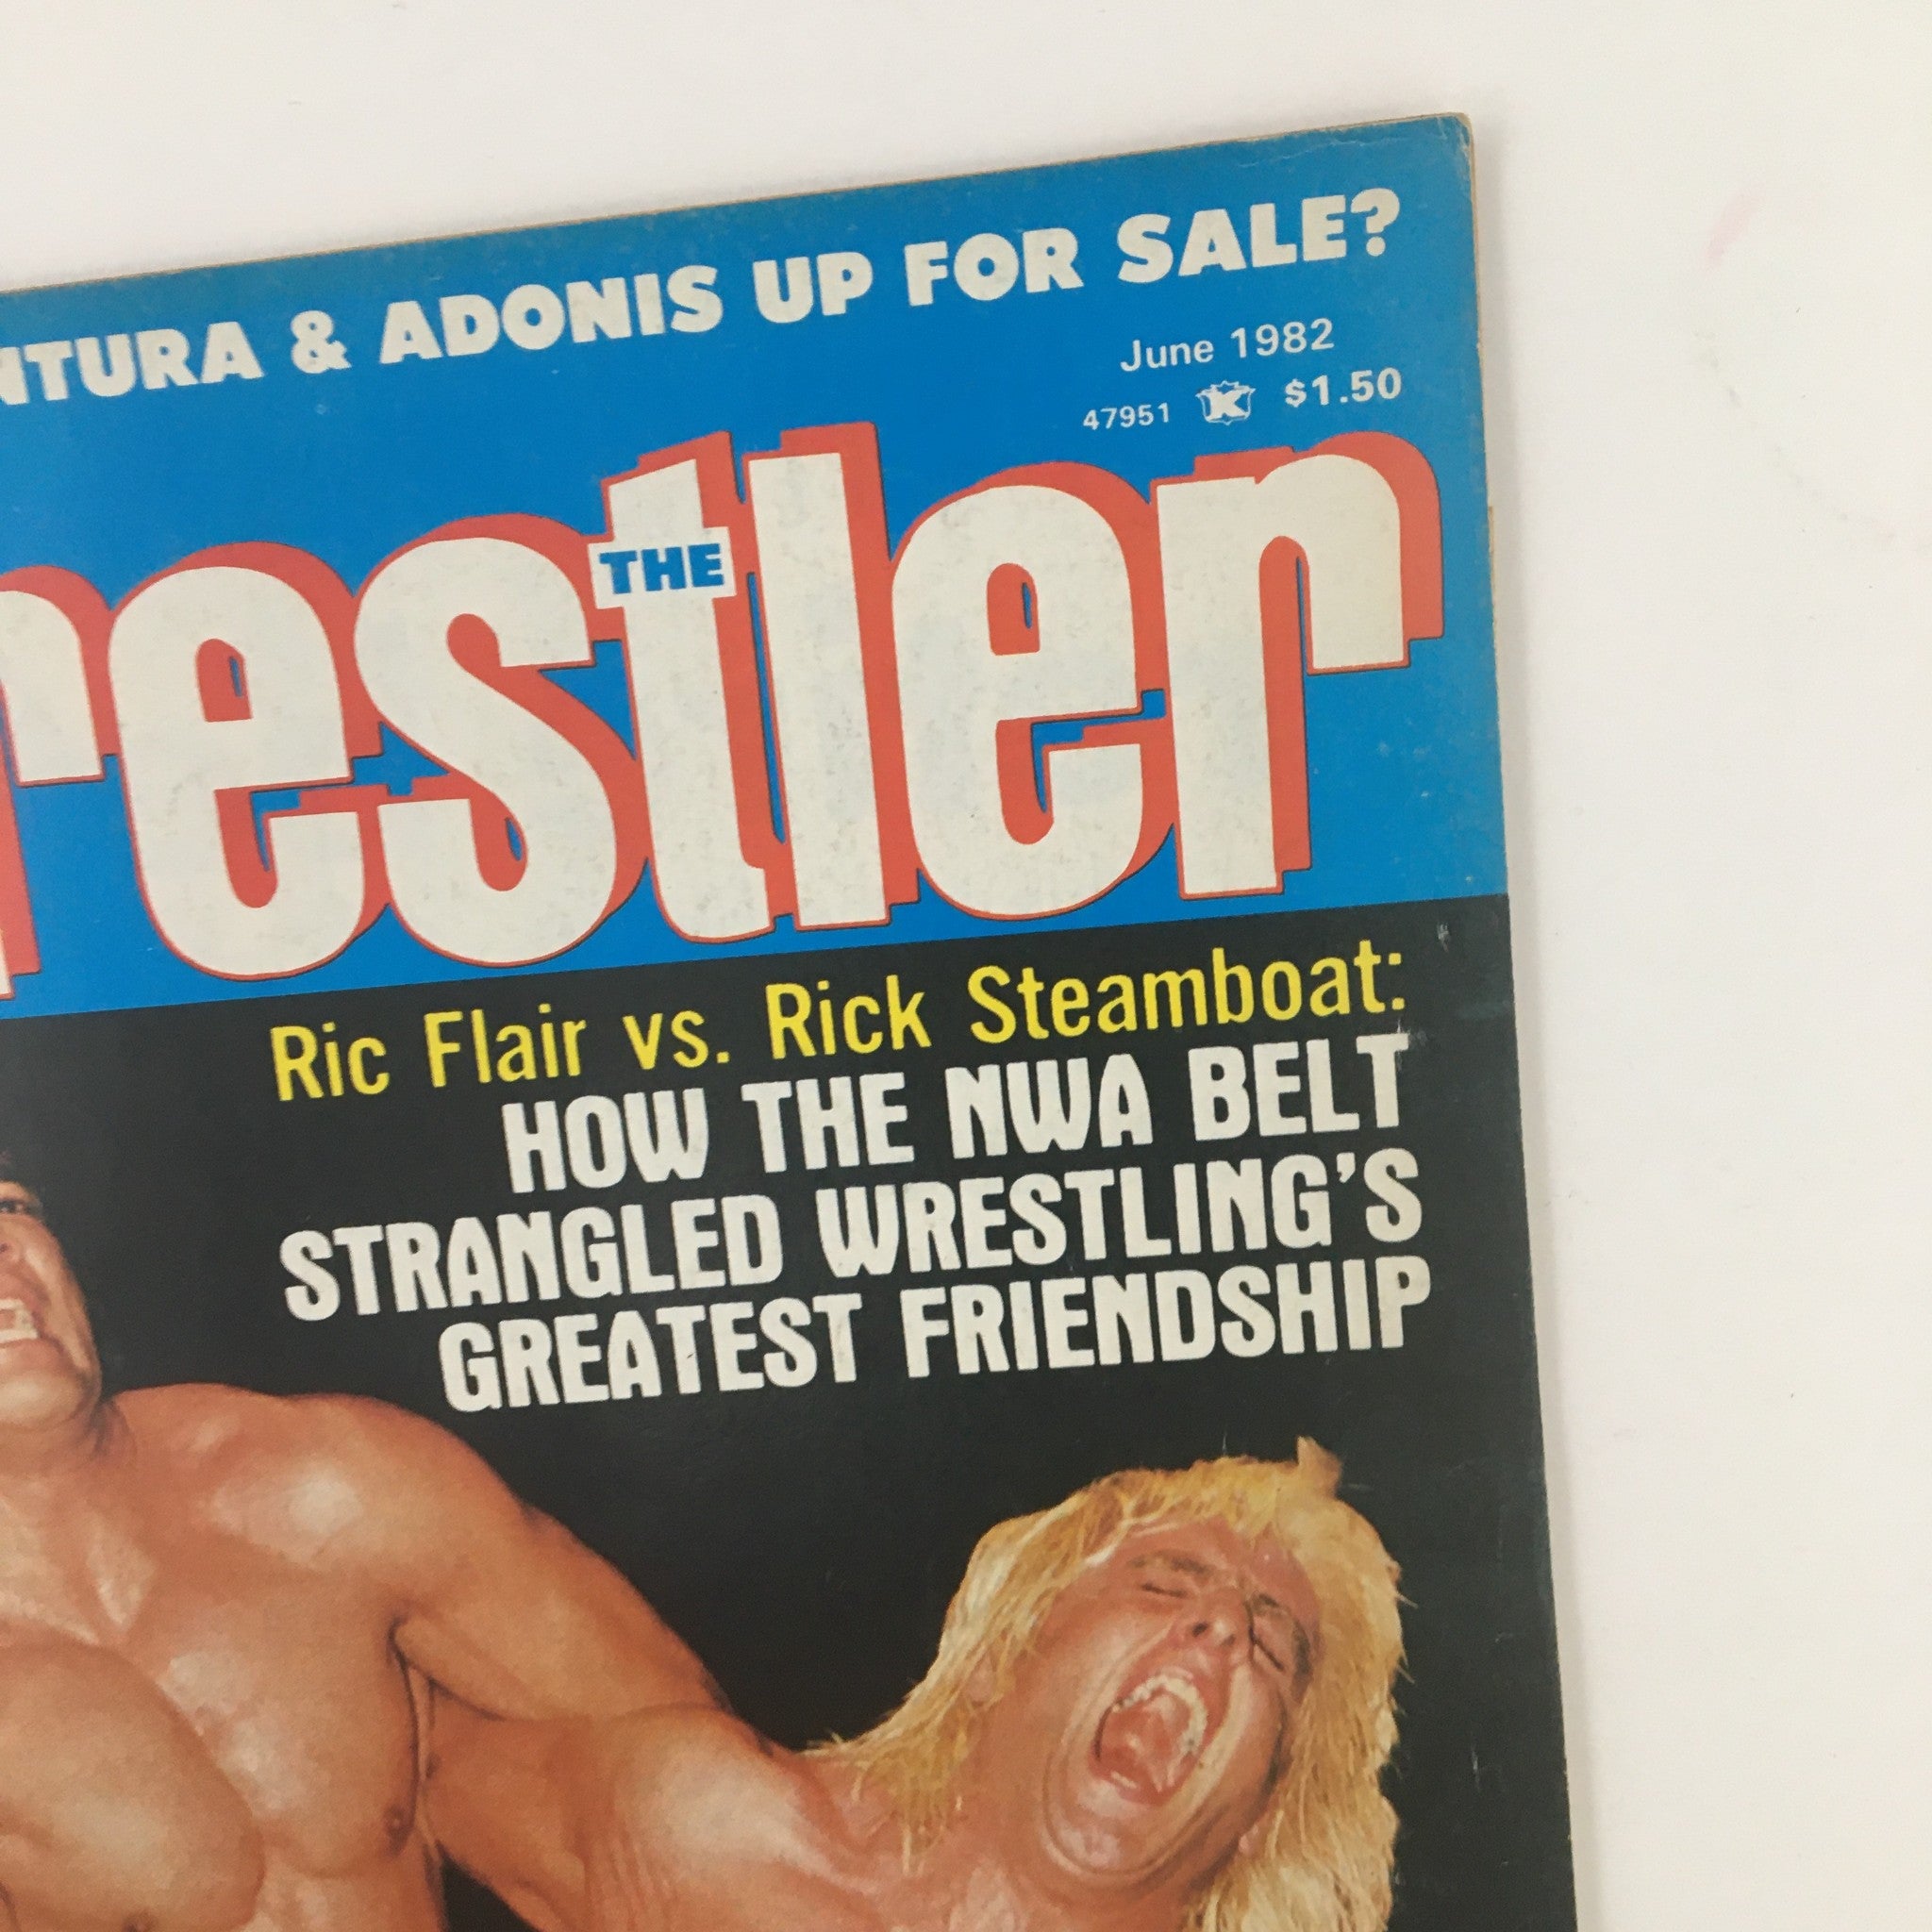 NTURA & ADONIS UP FOR SALE?
June 1982
47951 K $1.50
THE
restler
Ric Flair vs. Rick Steamboat:
HOW THE NWA BELT
STRANGLED WRESTLING'S
GREATEST FRIENDSHIP